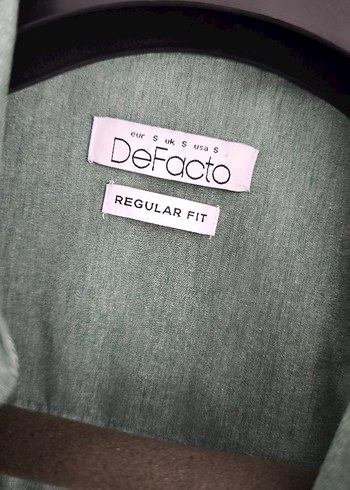 eur S uk S usa S
DeFacto
REGULAR FIT